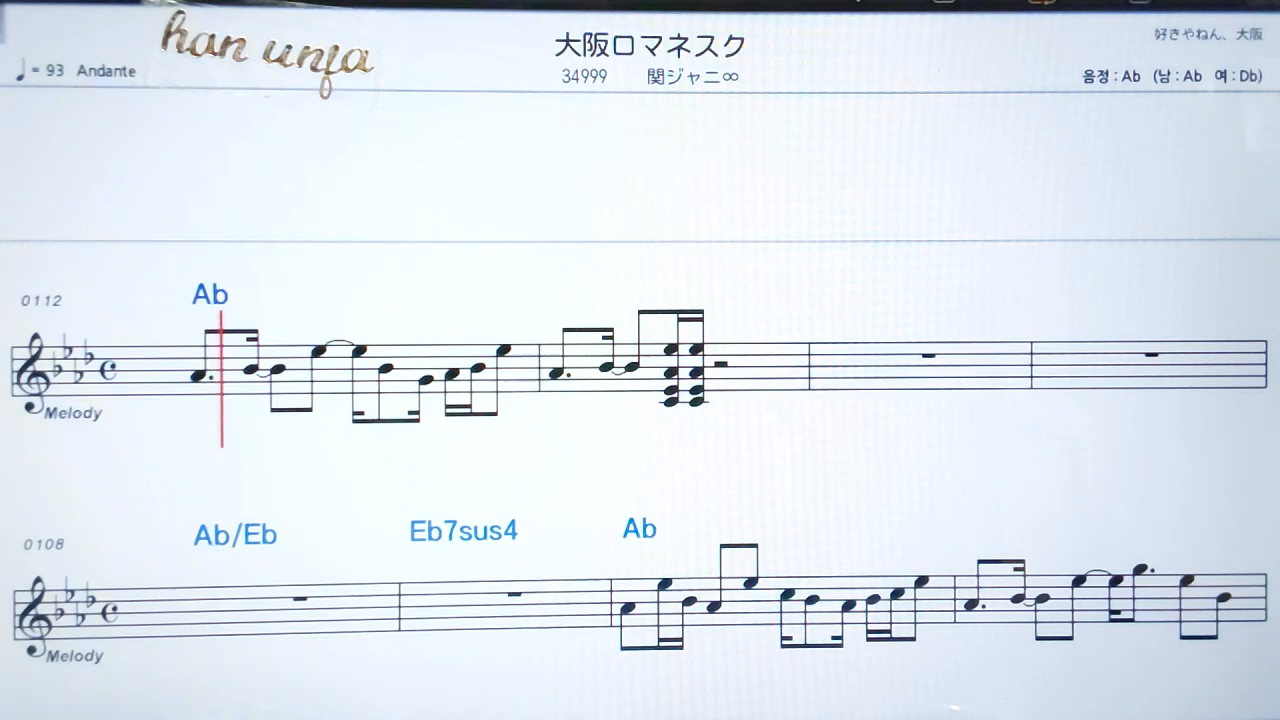 han unja
大阪ロマネスク
好きやねん、大阪
♩= 93 Andante
34999 関ジャニ∞
음정 : Ab (남 : Ab 여 : Db)
0112
Ab
Melody
0108
Ab/Eb Eb7sus4 Ab
Melody